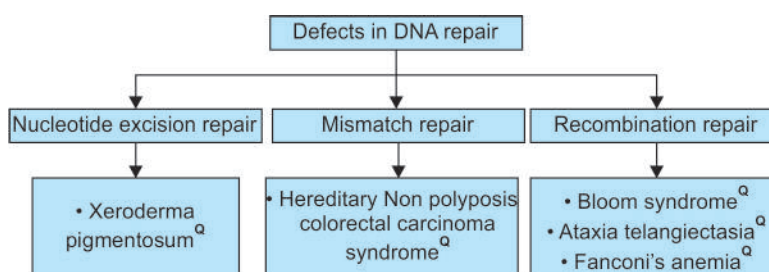 Defects in DNA repair
Nucleotide excision repair
Mismatch repair
Recombination repair
• Xeroderma
pigmentosum^Q
• Hereditary Non polyposis
colorectal carcinoma
syndrome^Q
• Bloom syndrome^Q
• Ataxia telangiectasia^Q
• Fanconi's anemia^Q